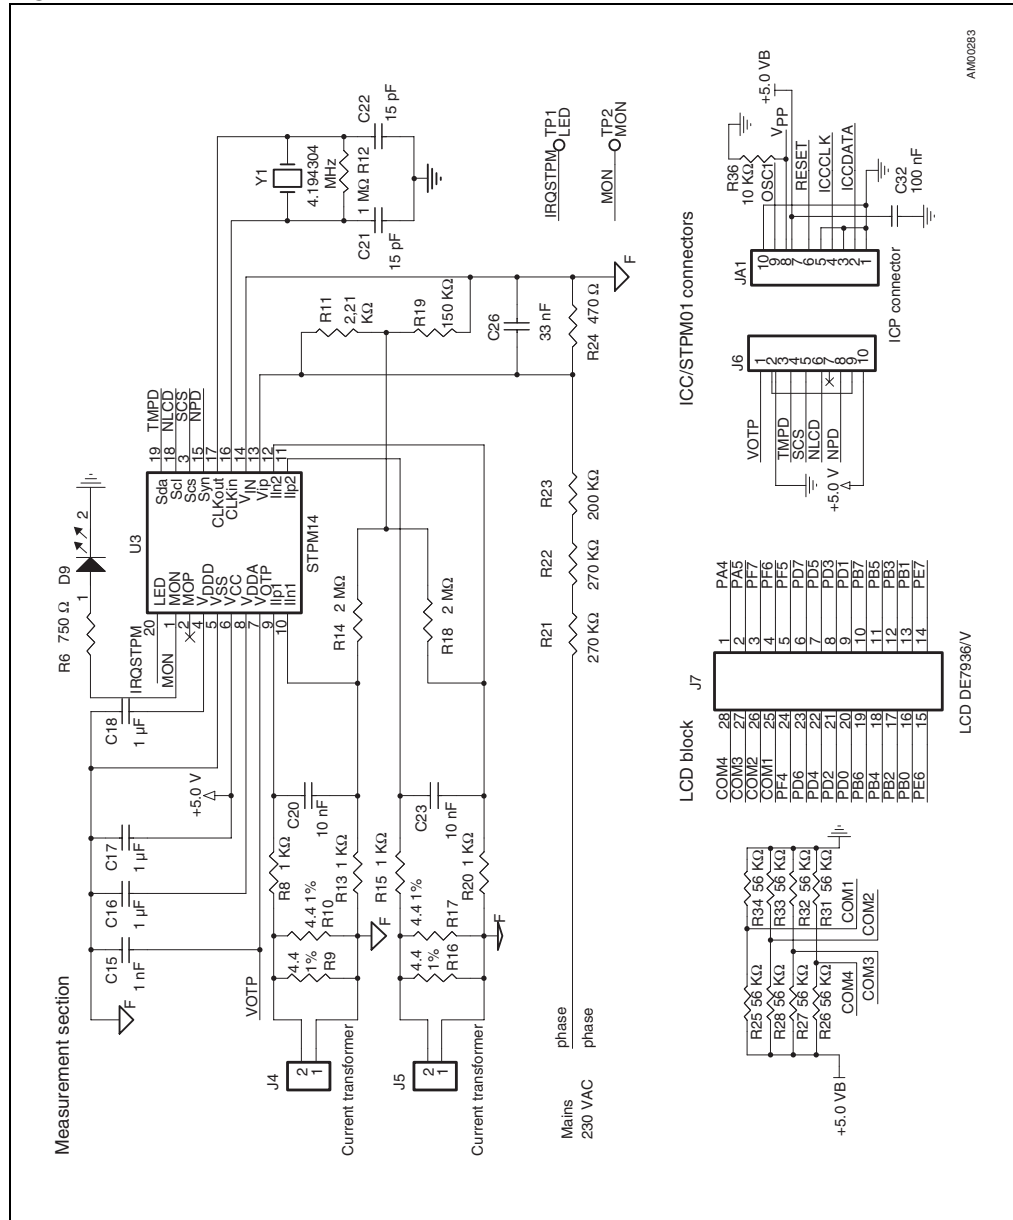 Measurement section
C15
1 nF
C16
1 µF
C17
1 µF
+5.0 V
C18
1 µF
R6 750 Ω
D9
1
2
IRQSTPM
MON
20
1
2
4
5
6
8
7
9
10
LED
MON
MOP
VDDD
VSS
VCC
VDDA
VOTP
IIp1
IIn1
U3
STPM14
Sda
Scl
Scs
Syn
CLKout
CLKin
VIN
Vip
IIn2
IIp2
19
18
3
15
17
16
14
13
12
11
TMPD
NLCD
SCS
NPD
Y1
4.194304
MHz
1 MΩ R12
C21
15 pF
C22
15 pF
IRQSTPM
TP1
LED
MON
TP2
MON
F
VOTP
J4
2
1
Current transformer
4.4
1%
R9
4.4 1%
R10
R8 1 KΩ
R13 1 KΩ
C20
10 nF
F
J5
2
1
Current transformer
4.4
1%
R16
4.4 1%
R17
R15 1 KΩ
R20 1 KΩ
C23
10 nF
F
R14 2 MΩ
R18 2 MΩ
R11
2,21
KΩ
R19
150 KΩ
C26
33 nF
R24 470 Ω
F
Mains
230 VAC
phase
phase
R21
270 KΩ
R22
270 KΩ
R23
200 KΩ
LCD block
+5.0 VB
R25 56 KΩ
R28 56 KΩ
R27 56 KΩ
R26 56 KΩ
R34 56 KΩ
R33 56 KΩ
R32 56 KΩ
R31 56 KΩ
COM4
COM3
COM1
COM2
J7
COM4 28
COM3 27
COM2 26
COM1 25
PF4 24
PD6 23
PD4 22
PD2 21
PD0 20
PB6 19
PB4 18
PB2 17
PB0 16
PE6 15
1 PA4
2 PA5
3 PF7
4 PF6
5 PF5
6 PD7
7 PD5
8 PD3
9 PD1
10 PB7
11 PB5
12 PB3
13 PB1
14 PE7
LCD DE7936/V
ICC/STPM01 connectors
J6
VOTP
TMPD
SCS
NLCD
NPD
+5.0 V
1
2
3
4
5
6
7
8
9
10
ICP connector
JA1
10
9
8
7
6
5
4
3
2
1
R36
10 KΩ
OSC1
VPP
+5.0 VB
RESET
ICCCLK
ICCDATA
C32
100 nF
AM00283